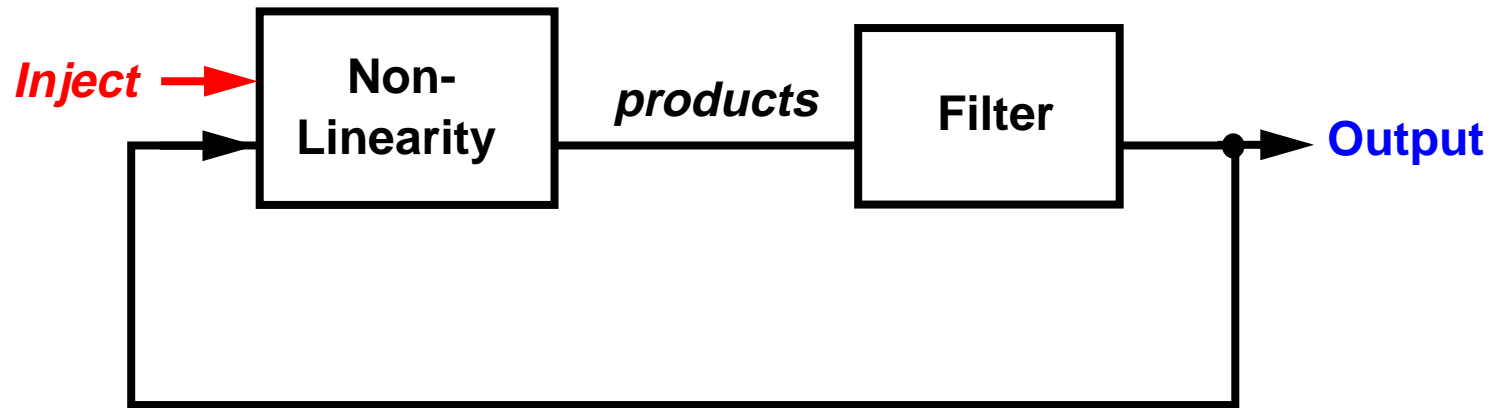 Inject
Non-
Linearity
products
Filter
Output